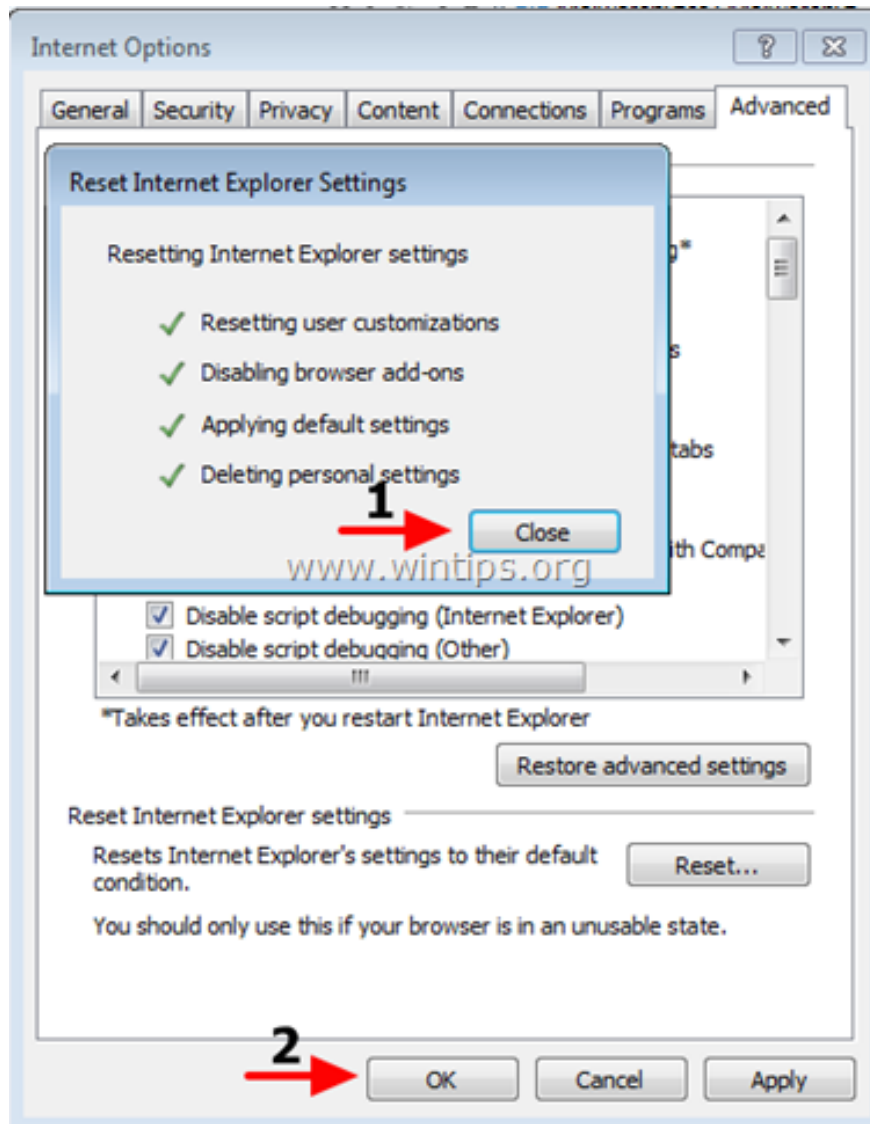 Internet Options
General Security Privacy Content Connections Programs Advanced
Reset Internet Explorer Settings
Resetting Internet Explorer settings
Resetting user customizations
Disabling browser add-ons
Applying default settings
tabs
Deleting personal settings
1
Close
ith Compa
www.wintips.org
Disable script debugging (Internet Explorer)
Disable script debugging (Other)
*Takes effect after you restart Internet Explorer
Restore advanced settings
Reset Internet Explorer settings
Resets Internet Explorer's settings to their default
condition.
Reset...
You should only use this if your browser is in an unusable state.
2
OK Cancel Apply